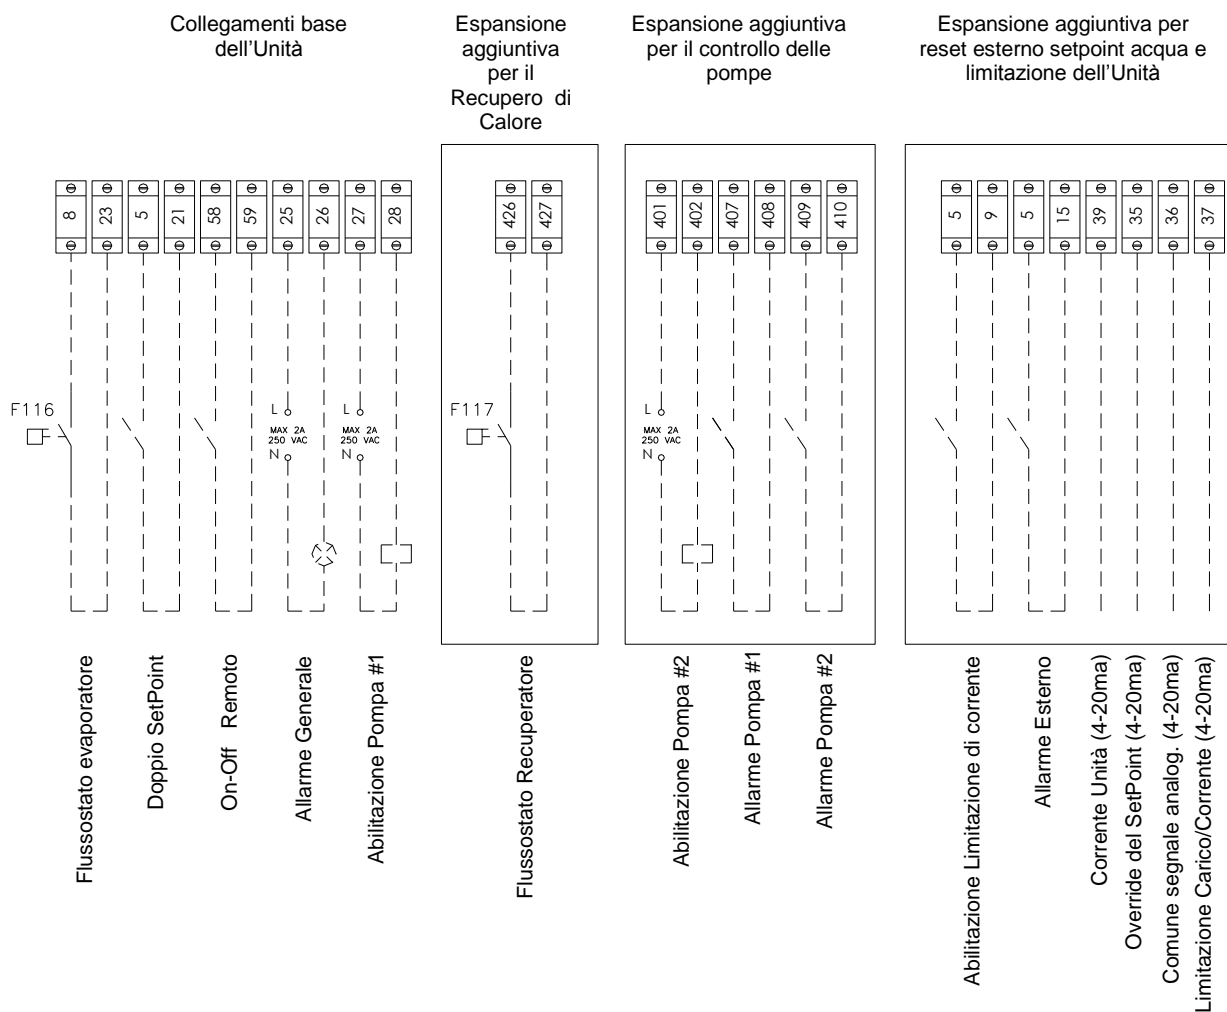 Collegamenti base
dell'Unità
Espansione
aggiuntiva
per il
Recupero di
Calore
Espansione aggiuntiva
per il controllo delle
pompe
Espansione aggiuntiva per
reset esterno setpoint acqua e
limitazione dell'Unità
8 23 5 21 58 59 25 26 27 28
426 427
401 402 407 408 409 410
5 9 5 15 39 35 36 37
F116
L
MAX 2A
250 VAC
N
L
MAX 2A
250 VAC
N
F117
L
MAX 2A
250 VAC
N
Flussostato evaporatore
Doppio SetPoint
On-Off Remoto
Allarme Generale
Abilitazione Pompa #1
Flussostato Recuperatore
Abilitazione Pompa #2
Allarme Pompa #1
Allarme Pompa #2
Abilitazione Limitazione di corrente
Allarme Esterno
Corrente Unità (4-20ma)
Override del SetPoint (4-20ma)
Comune segnale analog. (4-20ma)
Limitazione Carico/Corrente (4-20ma)